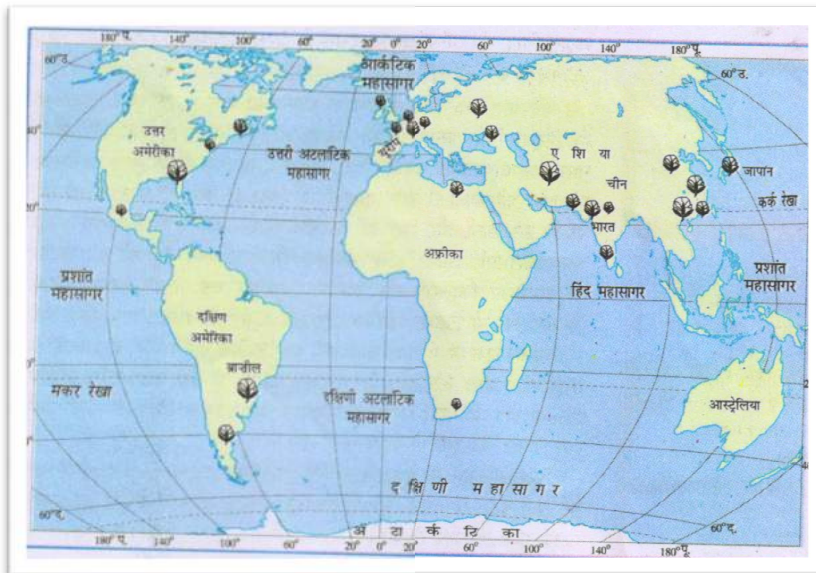 180° प. 140° 100° 60° 20° 0° 20° 60° 100° 140° 180° पू.
आर्कटिक
महासागर
60° उ.
60° उ.
40°
उत्तर
अमेरीका
उत्तरी अटलांटिक
महासागर
यूरोप
ए शि या
चीन
जापान
कर्क रेखा
20°
भारत
अफ्रीका
प्रशांत
महासागर
हिंद महासागर
प्रशांत
महासागर
दक्षिण
अमेरिका
ब्राज़ील
0°
मकर रेखा
दक्षिणी अटलांटिक
महासागर
आस्ट्रेलिया
द क्षि णी म हा सा ग र
60° द.
60° द.
अं टा र्क टि का
180° प. 140° 100° 60° 20° 0° 20° 60° 100° 140° 180° पू.